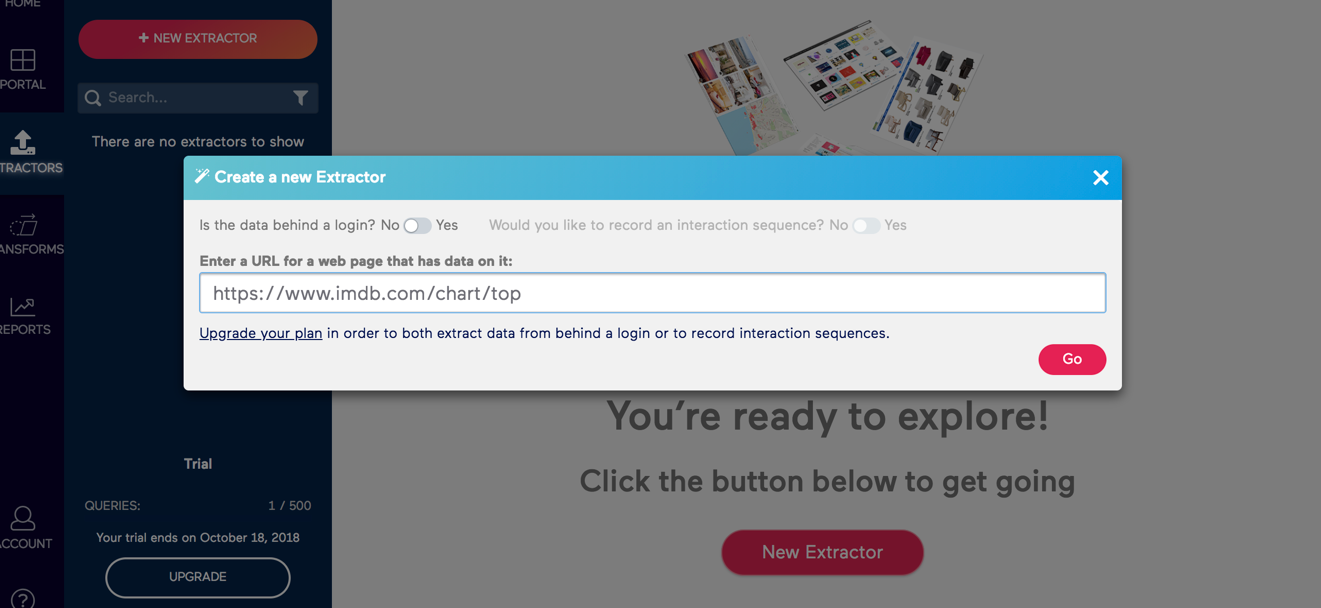 HOME
+ NEW EXTRACTOR
PORTAL
Search...
There are no extractors to show
TRACTORS
Create a new Extractor
Is the data behind a login? No Yes Would you like to record an interaction sequence? No Yes
Enter a URL for a web page that has data on it:
https://www.imdb.com/chart/top
Upgrade your plan in order to both extract data from behind a login or to record interaction sequences.
Go
ANSFORMS
REPORTS
You're ready to explore!
Click the button below to get going
New Extractor
Trial
QUERIES: 1 / 500
Your trial ends on October 18, 2018
UPGRADE
ACCOUNT